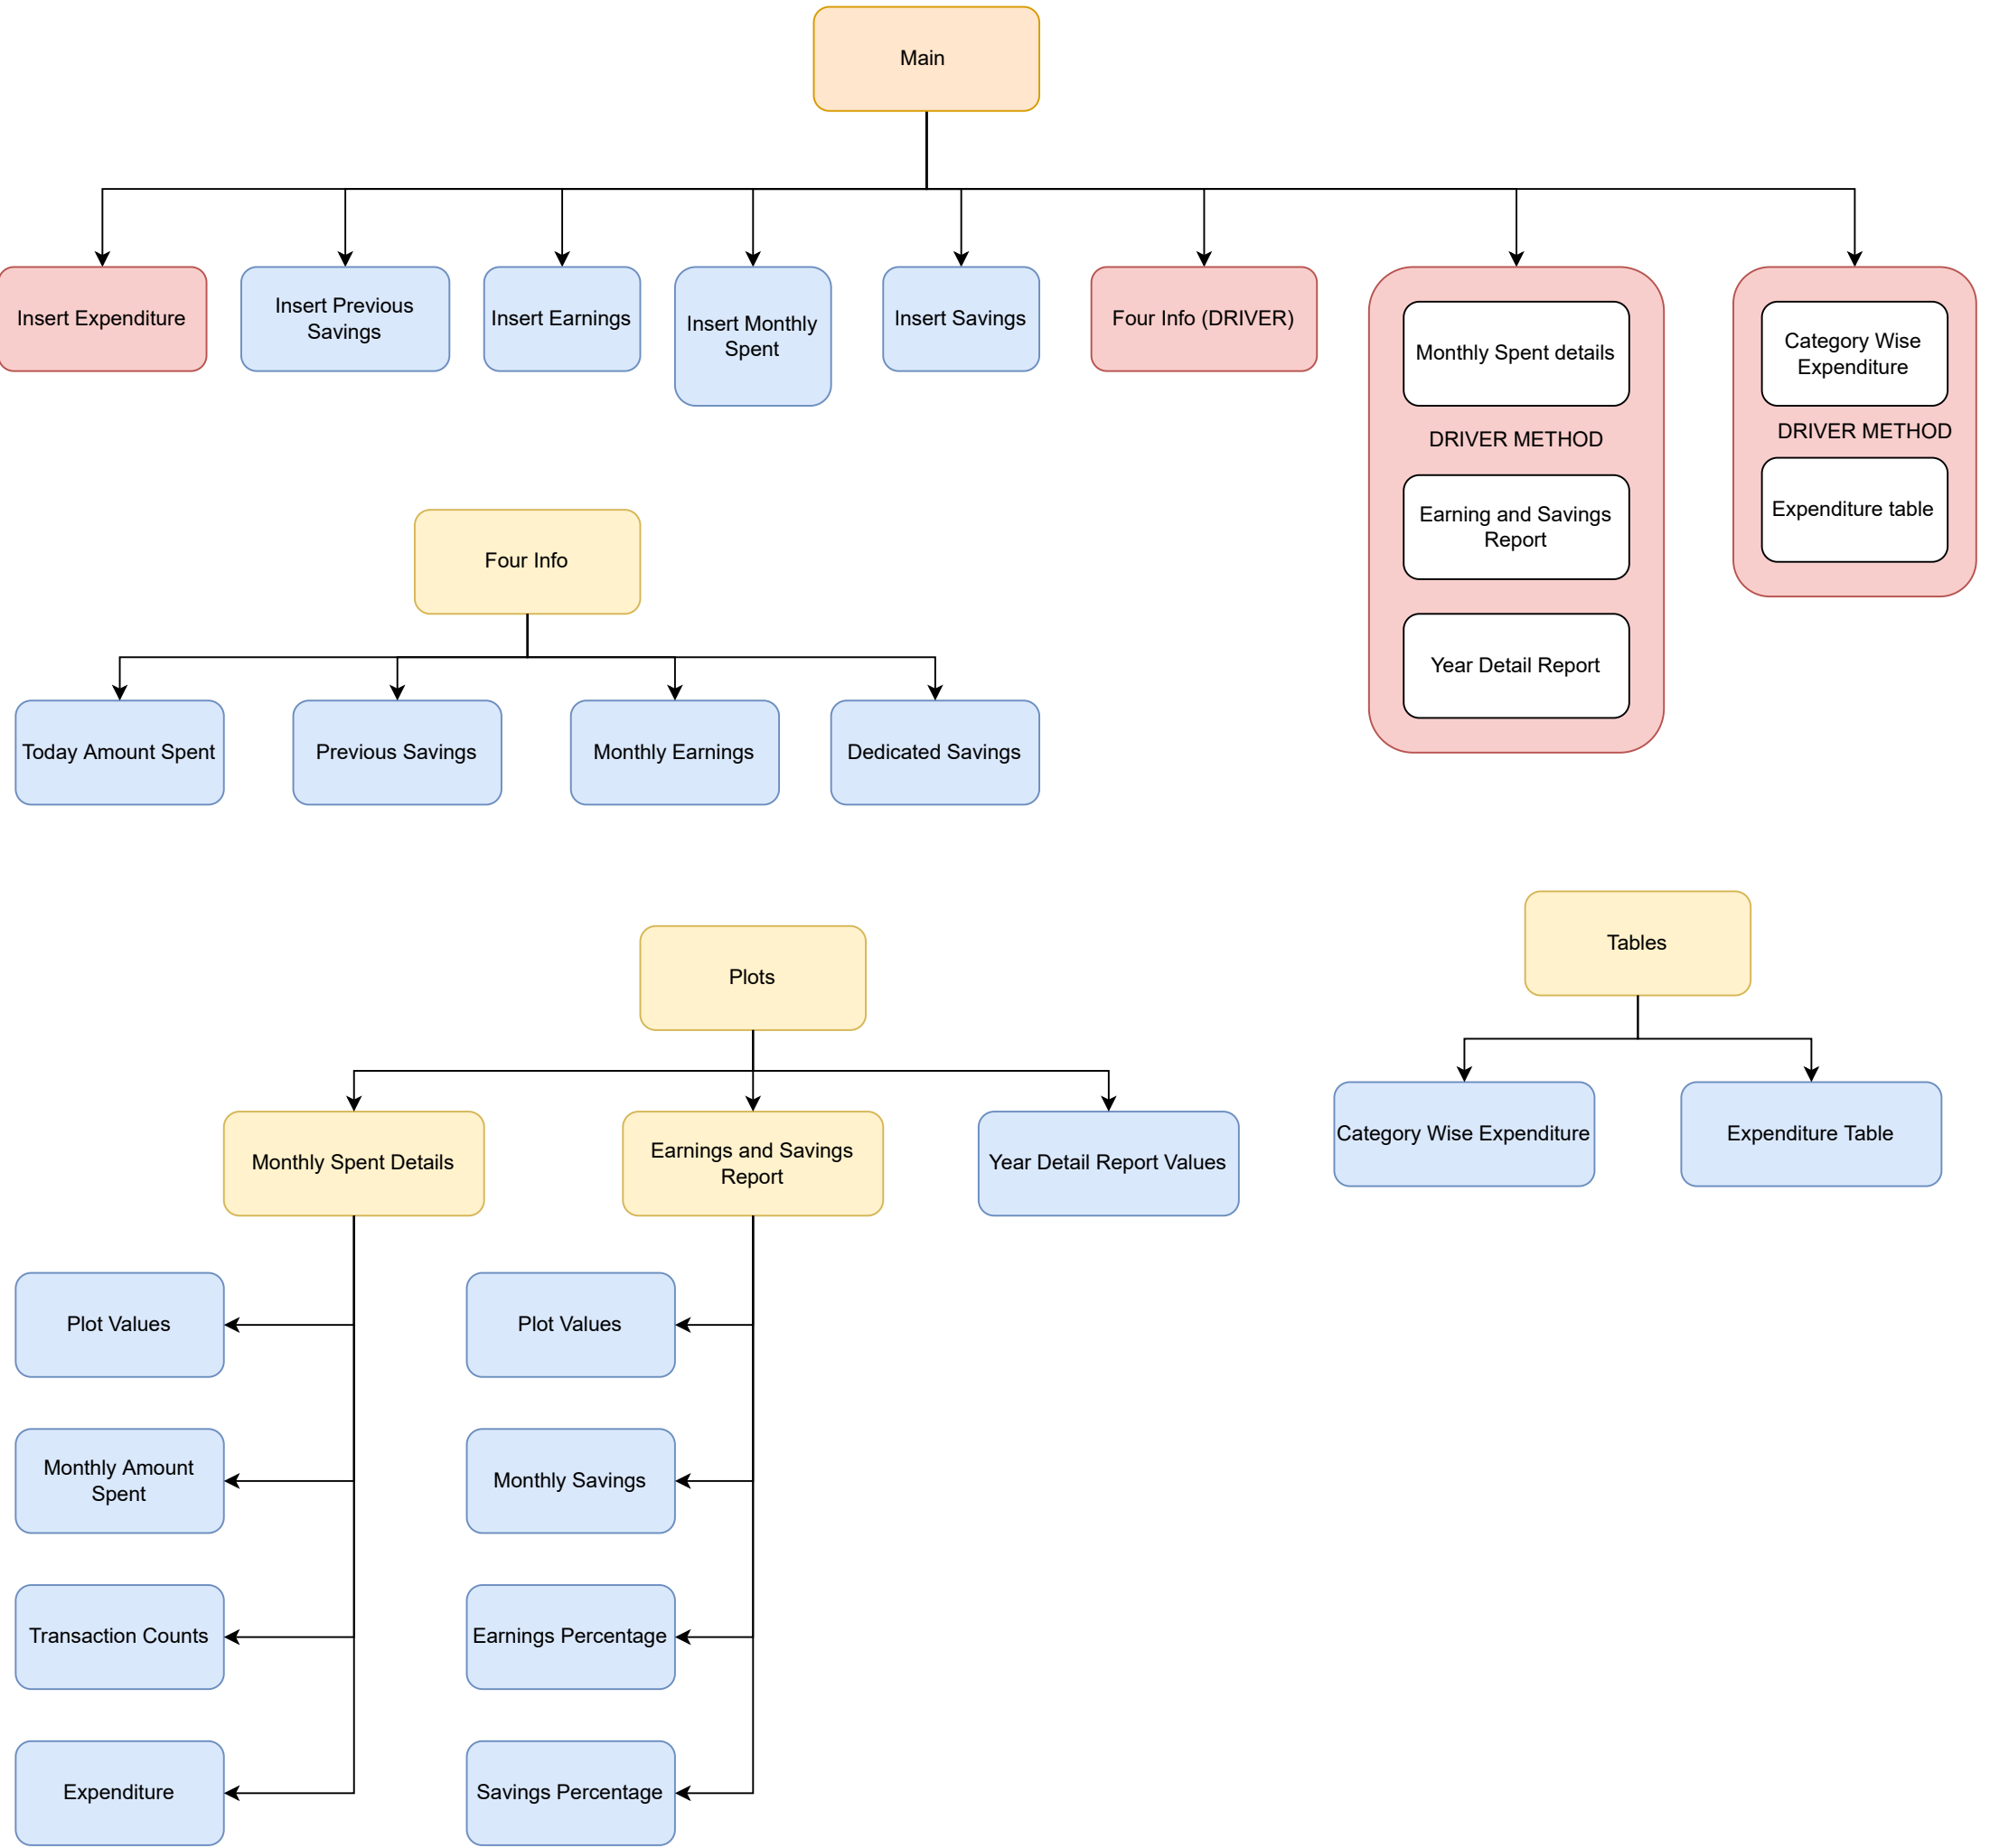 Main
Insert Expenditure
Insert Previous
Savings
Insert Earnings
Insert Monthly
Spent
Insert Savings
Four Info (DRIVER)
Monthly Spent details
DRIVER METHOD
Earning and Savings
Report
Year Detail Report
Category Wise
Expenditure
DRIVER METHOD
Expenditure table
Four Info
Today Amount Spent
Previous Savings
Monthly Earnings
Dedicated Savings
Plots
Monthly Spent Details
Earnings and Savings
Report
Year Detail Report Values
Plot Values
Monthly Amount
Spent
Transaction Counts
Expenditure
Plot Values
Monthly Savings
Earnings Percentage
Savings Percentage
Tables
Category Wise Expenditure
Expenditure Table